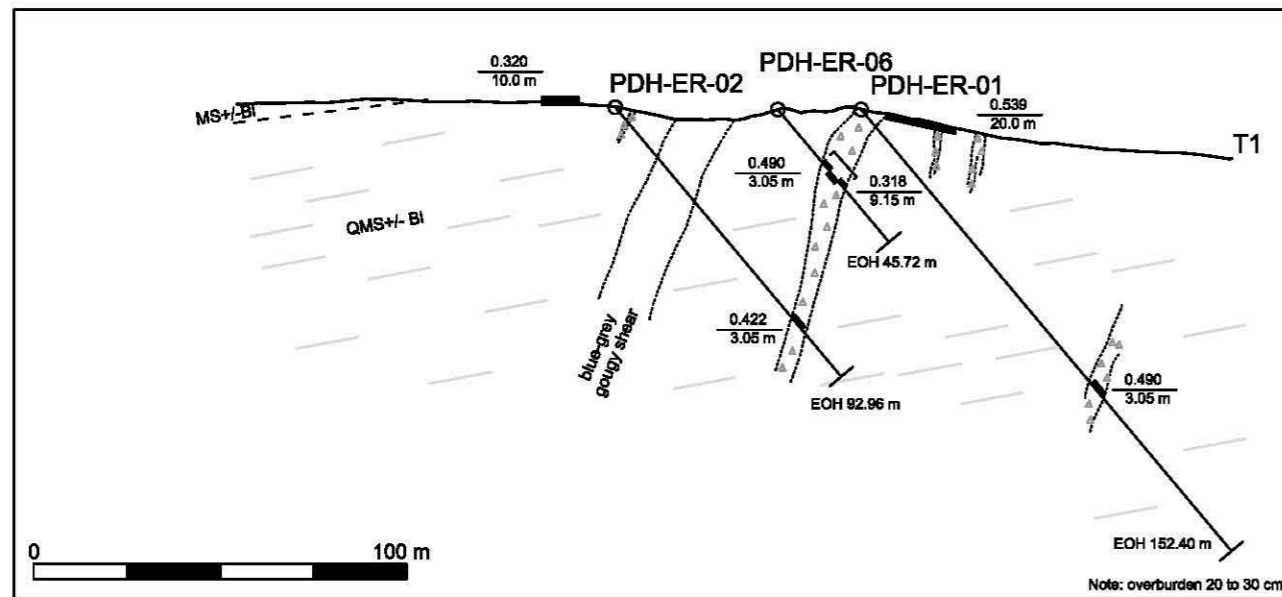 PDH-ER-06
0.320
10.0 m
PDH-ER-02
PDH-ER-01
0.539
20.0 m
MS+/-BI
T1
0.490
3.05 m
0.318
9.15 m
QMS+/- BI
EOH 45.72 m
0.422
3.05 m
blue-grey
gougy shear
0.490
3.05 m
EOH 92.96 m
EOH 152.40 m
0
100 m
Note: overburden 20 to 30 cm